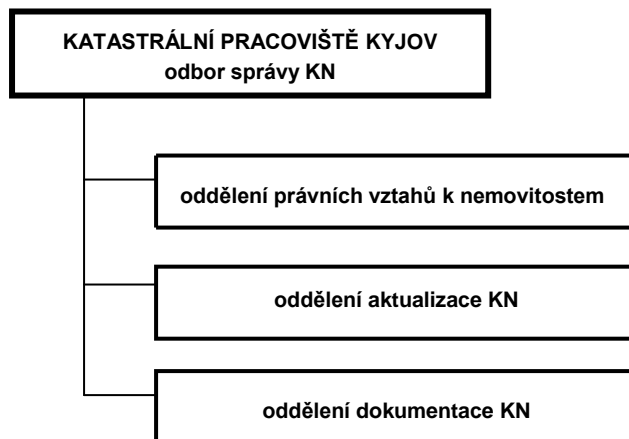 KATASTRÁLNÍ PRACOVIŠTĚ KYJOV
odbor správy KN
oddělení právních vztahů k nemovitostem
oddělení aktualizace KN
oddělení dokumentace KN